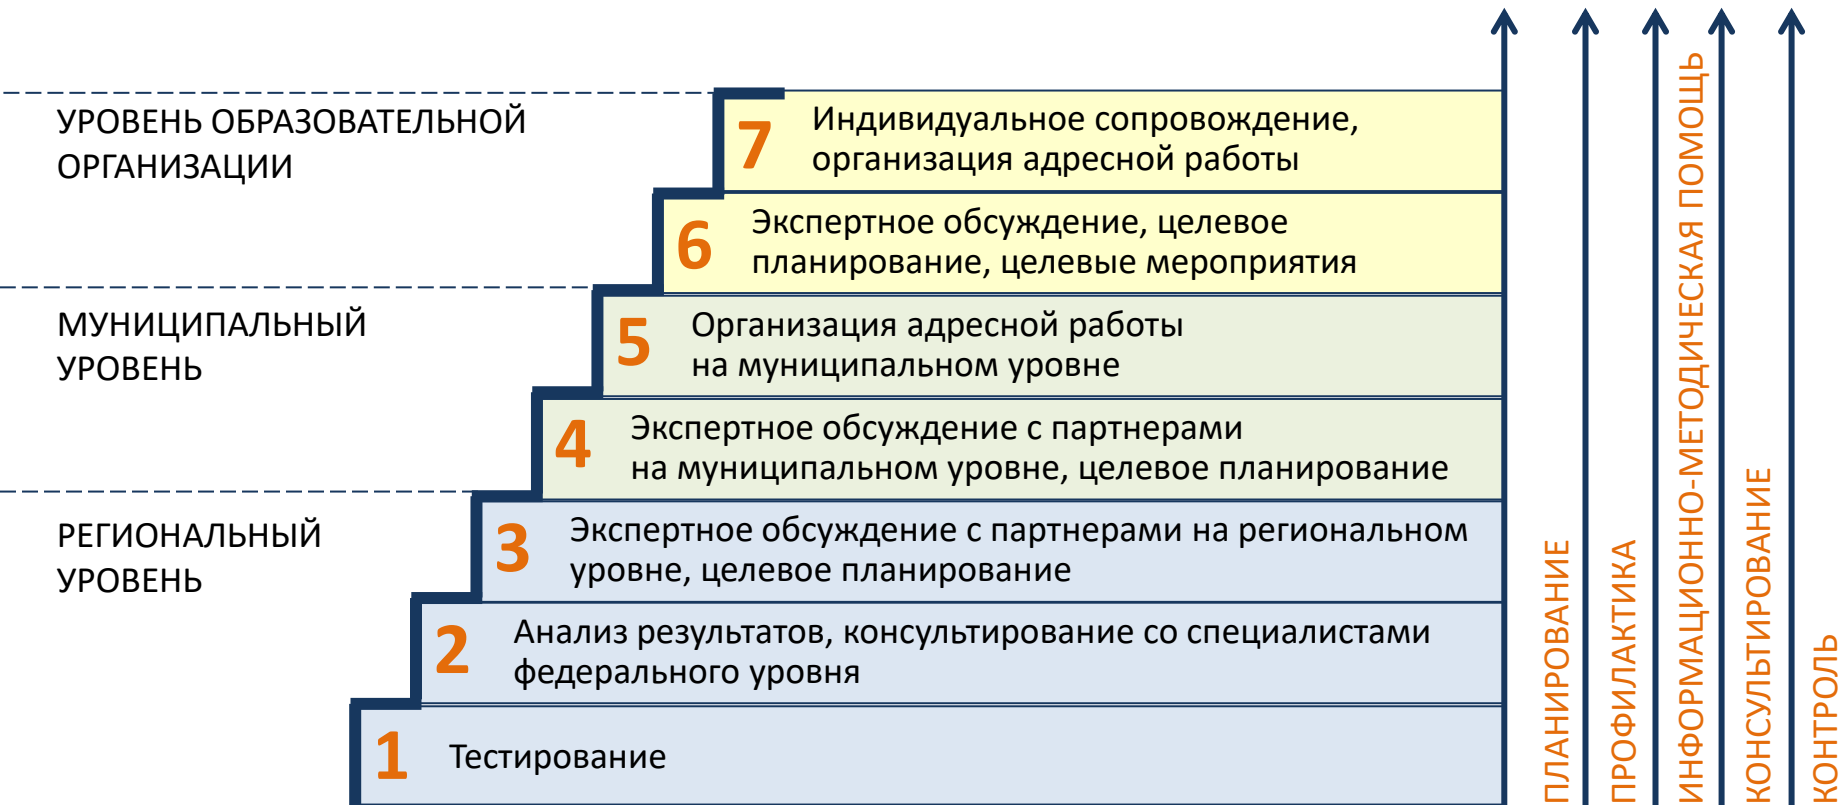 УРОВЕНЬ ОБРАЗОВАТЕЛЬНОЙ
ОРГАНИЗАЦИИ
7
Индивидуальное сопровождение,
организация адресной работы
6
Экспертное обсуждение, целевое
планирование, целевые мероприятия
МУНИЦИПАЛЬНЫЙ
УРОВЕНЬ
5
Организация адресной работы
на муниципальном уровне
4
Экспертное обсуждение с партнерами
на муниципальном уровне, целевое планирование
РЕГИОНАЛЬНЫЙ
УРОВЕНЬ
3
Экспертное обсуждение с партнерами на региональном
уровне, целевое планирование
2
Анализ результатов, консультирование со специалистами
федерального уровня
1
Тестирование
ПЛАНИРОВАНИЕ
ПРОФИЛАКТИКА
ИНФОРМАЦИОННО-МЕТОДИЧЕСКАЯ ПОМОЩЬ
КОНСУЛЬТИРОВАНИЕ
КОНТРОЛЬ